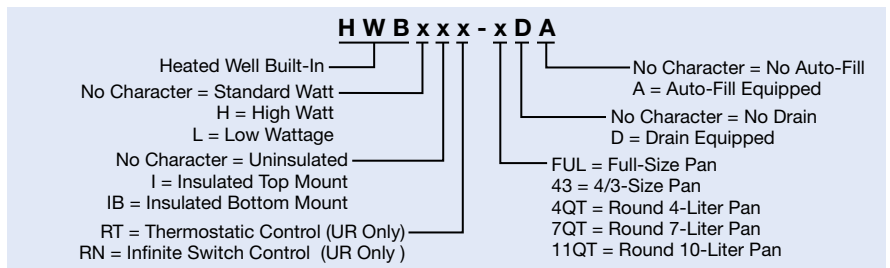 H W B x x x - x D A
Heated Well Built-In
No Character = Standard Watt
H = High Watt
L = Low Wattage
No Character = Uninsulated
I = Insulated Top Mount
IB = Insulated Bottom Mount
RT = Thermostatic Control (UR Only)
RN = Infinite Switch Control (UR Only )
No Character = No Auto-Fill
A = Auto-Fill Equipped
No Character = No Drain
D = Drain Equipped
FUL = Full-Size Pan
43 = 4/3-Size Pan
4QT = Round 4-Liter Pan
7QT = Round 7-Liter Pan
11QT = Round 10-Liter Pan